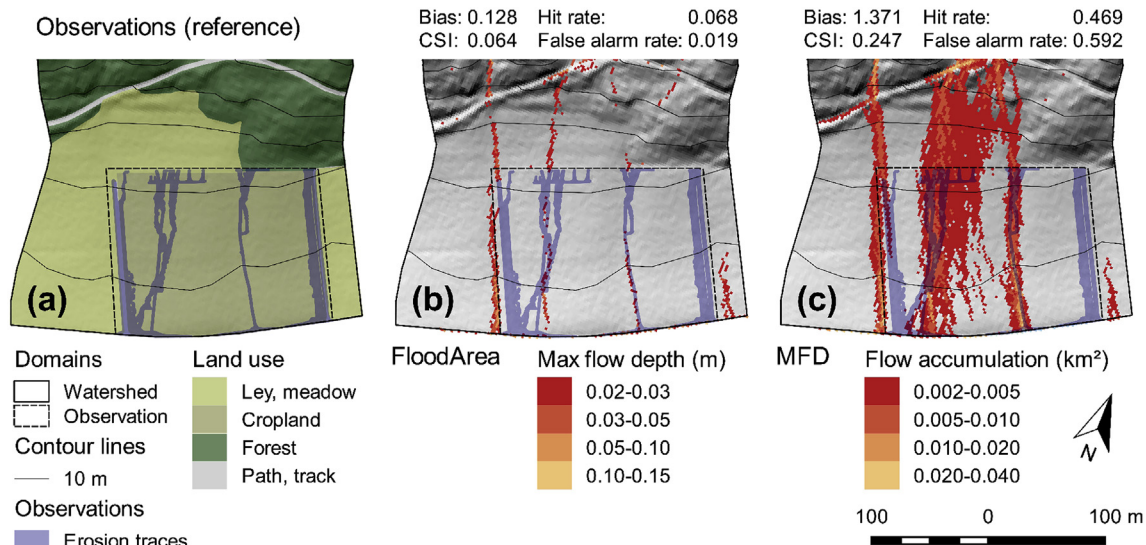 Observations (reference)
Bias: 0.128 Hit rate: 0.068
CSI: 0.064 False alarm rate: 0.019
Bias: 1.371 Hit rate: 0.469
CSI: 0.247 False alarm rate: 0.592
(a)
(b)
(c)
Domains
Watershed
Observation
Contour lines
10 m
Observations
Erosion traces
Land use
Ley, meadow
Cropland
Forest
Path, track
FloodArea
Max flow depth (m)
0.02-0.03
0.03-0.05
0.05-0.10
0.10-0.15
MFD
Flow accumulation (km²)
0.002-0.005
0.005-0.010
0.010-0.020
0.020-0.040
N
100 0 100 m